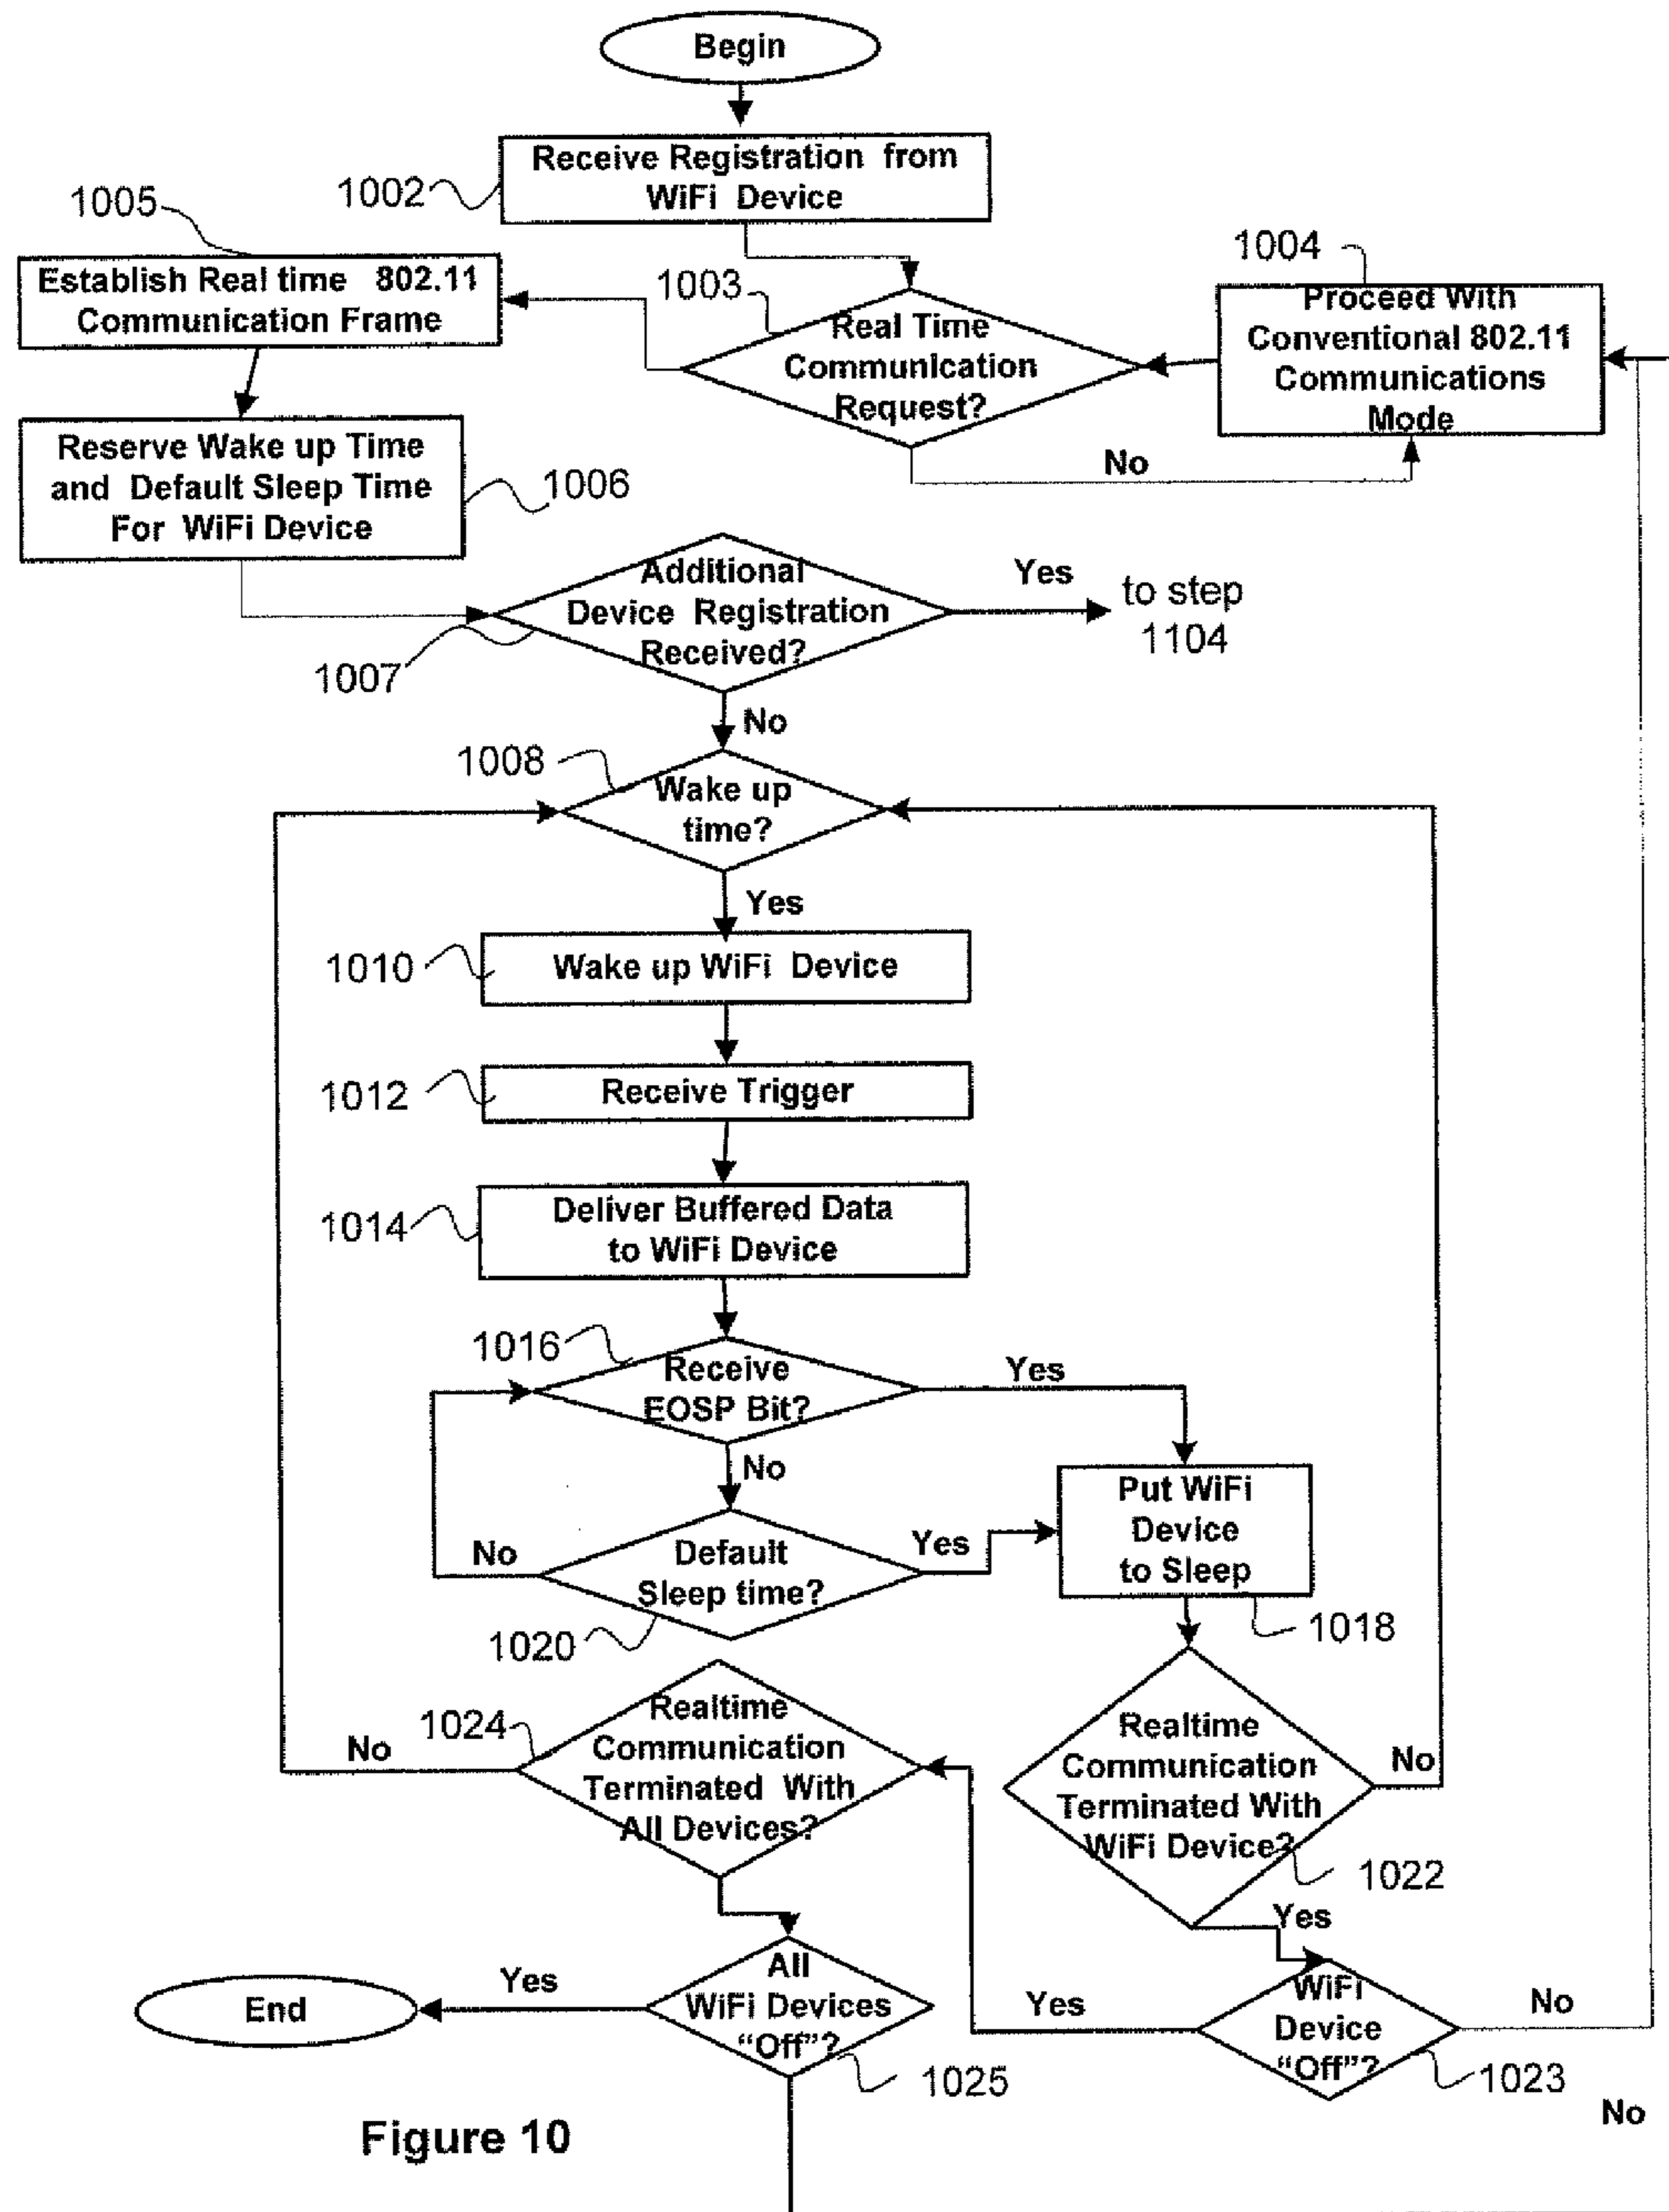 Begin
Receive Registration from
WiFi Device
1002
1005
Establish Real time 802.11
Communication Frame
1003
Real Time
Communication
Request?
1004
Proceed With
Conventional 802.11
Communications
Mode
No
Reserve Wake up Time
and Default Sleep Time
For WiFi Device
1006
Additional
Device Registration
Received?
1007
Yes
to step
1104
No
1008
Wake up
time?
Yes
1010
Wake up WiFi Device
1012
Receive Trigger
1014
Deliver Buffered Data
to WiFi Device
1016
Receive
EOSP Bit?
Yes
No
Put WiFi
Device
to Sleep
1018
Default
Sleep time?
No
Yes
1020
1024
Realtime
Communication
Terminated With
All Devices?
No
Realtime
Communication
Terminated With
WiFi Device?
No
1022
Yes
End
Yes
All
WiFi Devices
“Off”?
1025
Yes
WiFi
Device
“Off”?
No
1023
No
Figure 10